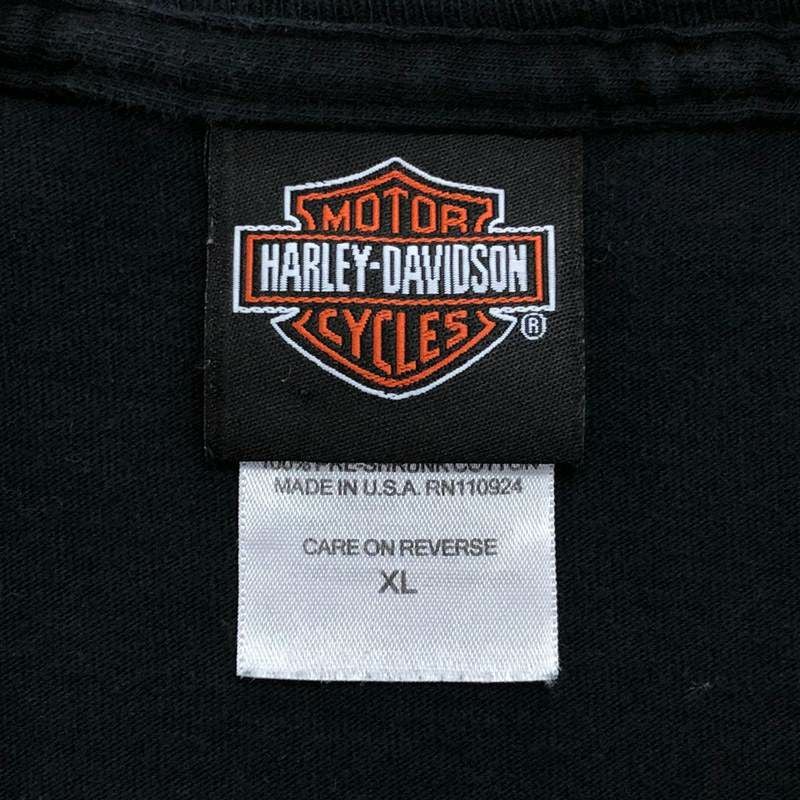 MOTOR
HARLEY-DAVIDSON
CYCLES
®
100% PRE-SHRUNK COTTON
MADE IN U.S.A. RN110924
CARE ON REVERSE
XL